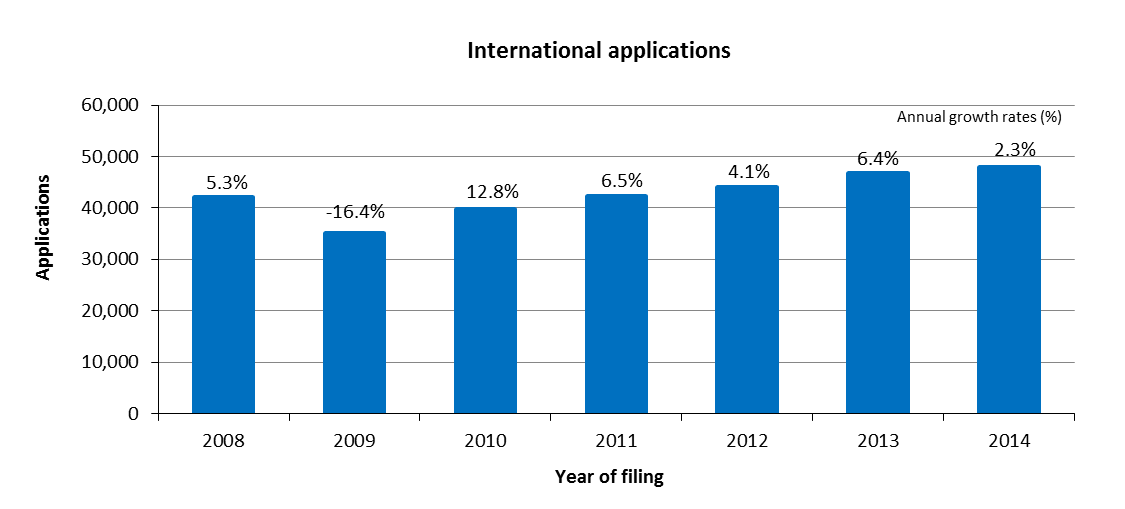 International applications
Annual growth rates (%)
60,000
50,000
40,000
30,000
20,000
10,000
0
Applications
5.3%
-16.4%
12.8%
6.5%
4.1%
6.4%
2.3%
2008 2009 2010 2011 2012 2013 2014
Year of filing